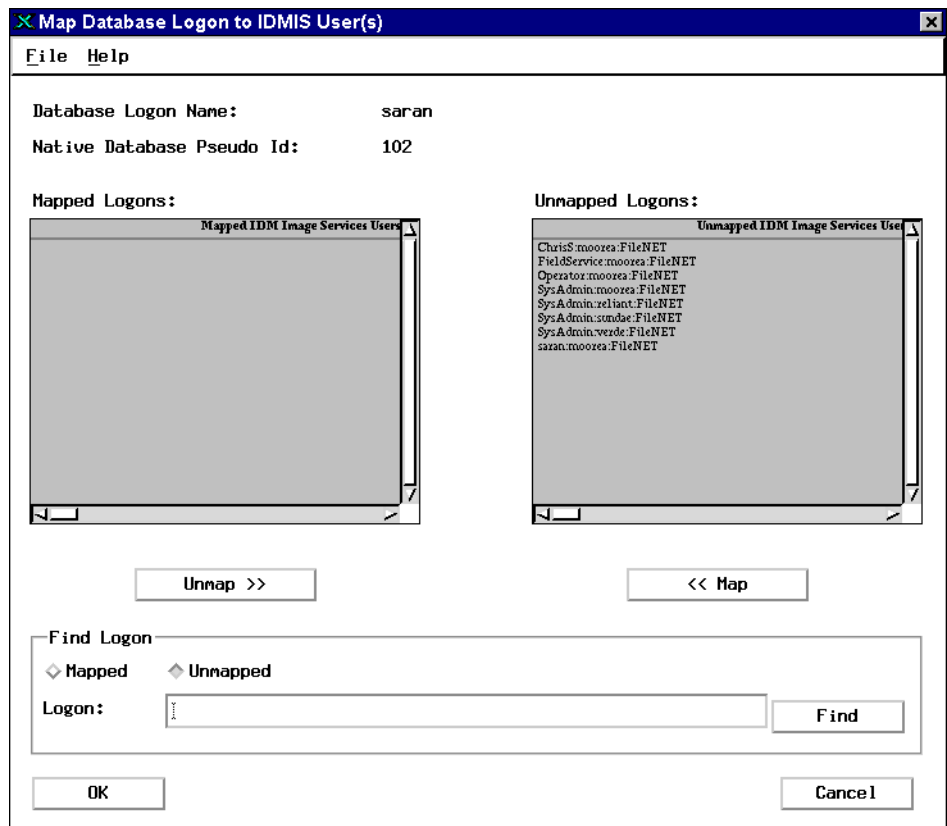 Map Database Logon to IDMIS User(s)
File Help
Database Logon Name: saran
Native Database Pseudo Id: 102
Mapped Logons: Unmapped Logons:
Mapped IDM Image Services Users Unmapped IDM Image Services User
ChrisS:moorea:FileNET
FieldService:moorea:FileNET
Operator:moorea:FileNET
SysAdmin:moorea:FileNET
SysAdmin:reliant:FileNET
SysAdmin:sundae:FileNET
SysAdmin:verde:FileNET
saran:moorea:FileNET
Unmap >> << Map
Find Logon
Mapped Unmapped
Logon: Find
OK Cancel